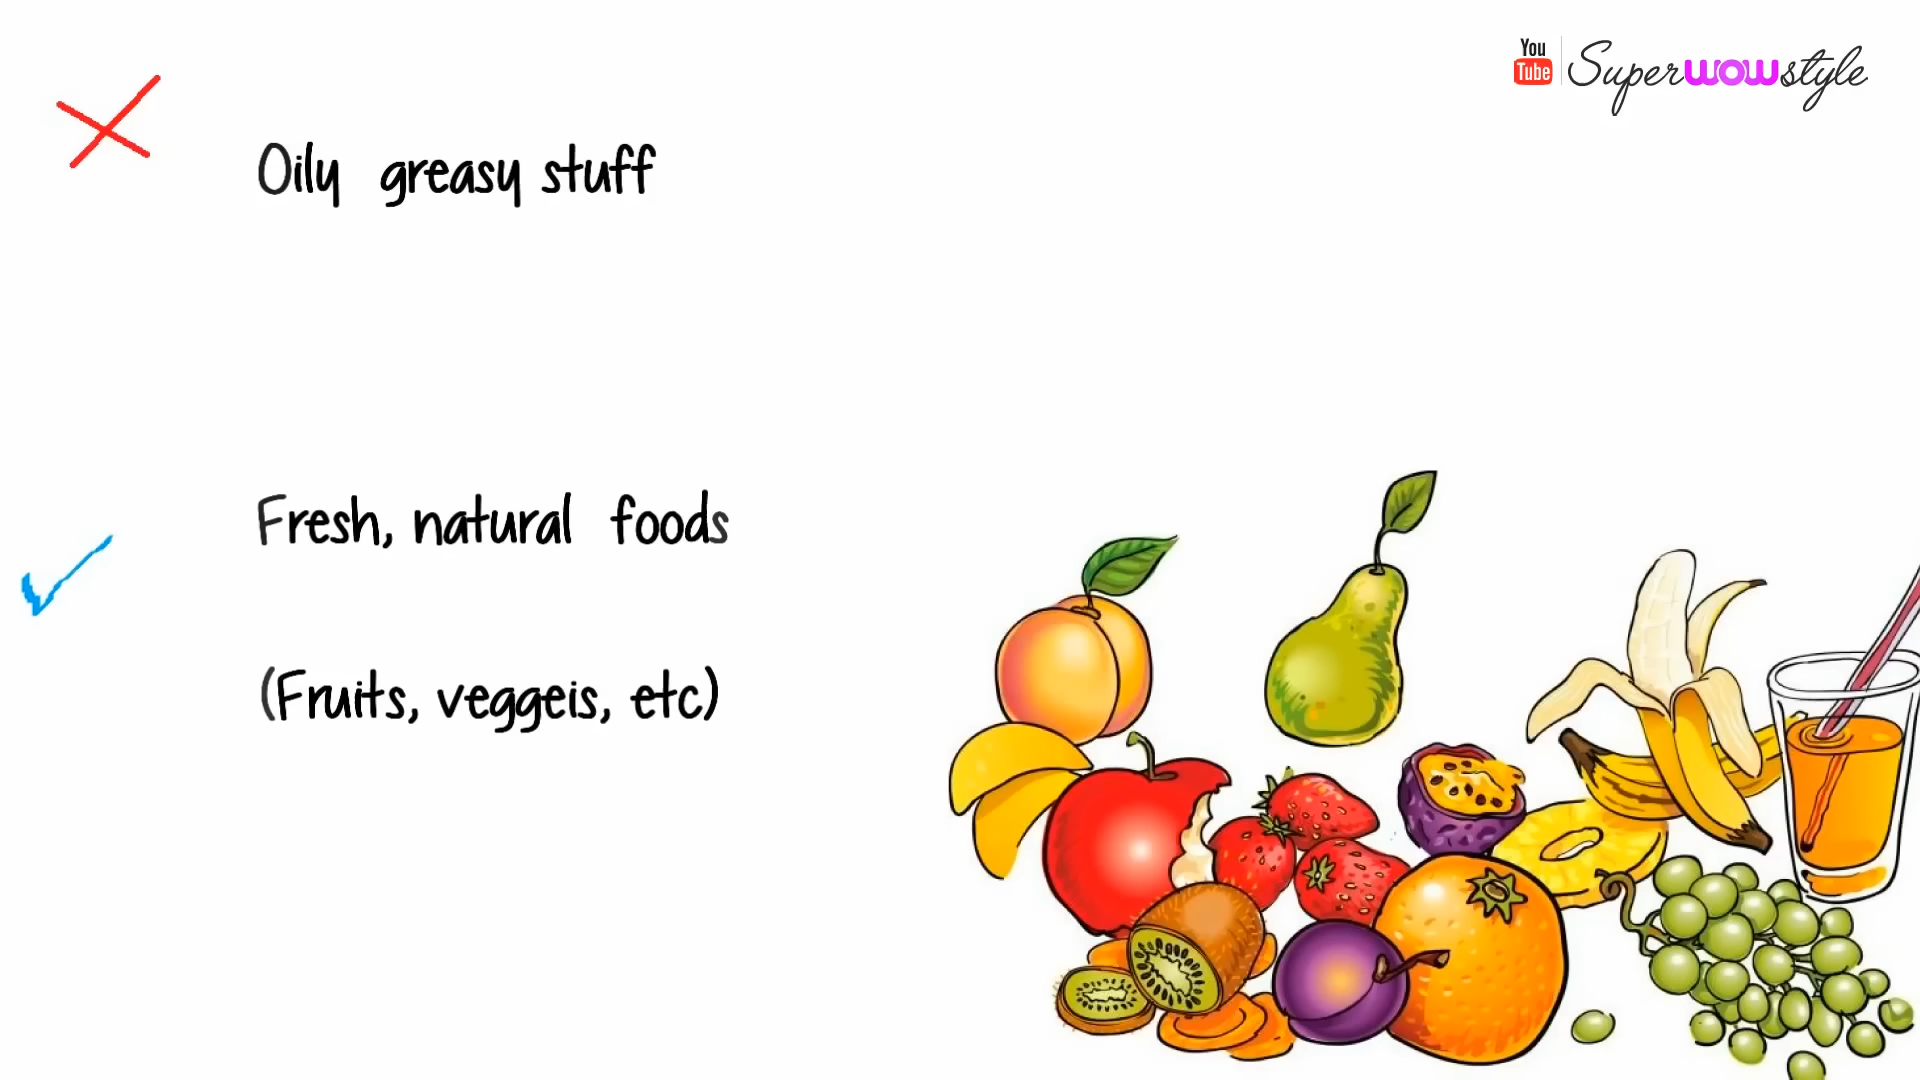 You
Tube
Superwowstyle
Oily greasy stuff
Fresh, natural foods
(Fruits, veggeis, etc)